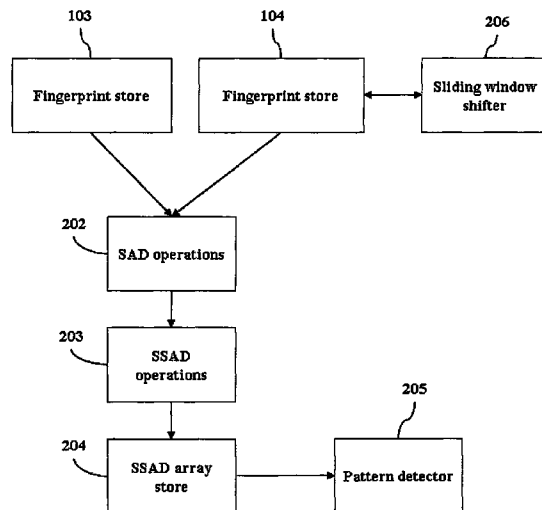 103
104
206
Fingerprint store
Fingerprint store
Sliding window
shifter
202
SAD operations
203
SSAD
operations
204
SSAD array
store
205
Pattern detector